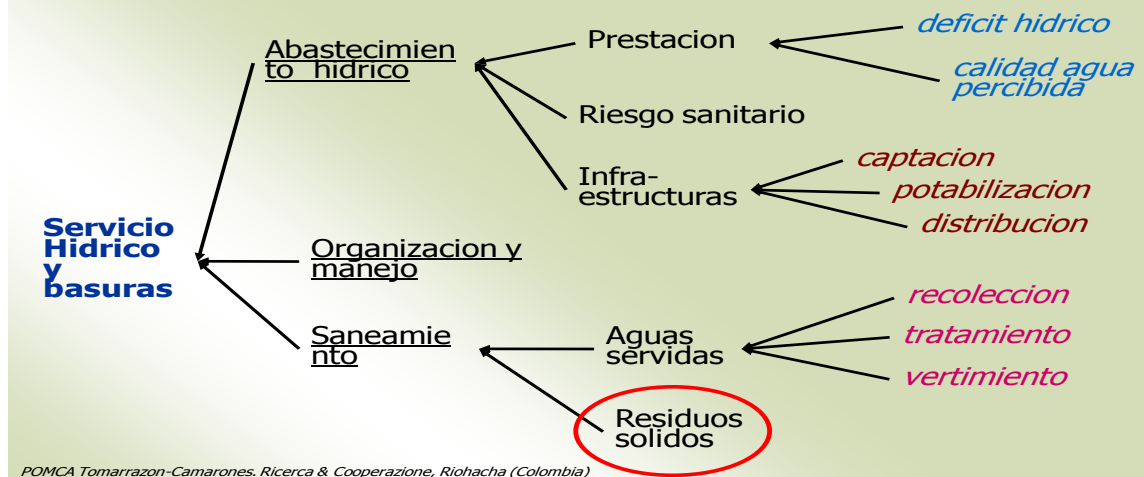 Abastecimien
to hidrico
Prestacion
deficit hidrico
calidad agua
percibida
Riesgo sanitario
Infra-
estructuras
captacion
potabilizacion
distribucion
Servicio
Hidrico
y
basuras
Organizacion y
manejo
Saneamie
nto
Aguas
servidas
recoleccion
tratamiento
vertimiento
Residuos
solidos
POMCA Tomarrazon-Camarones. Ricerca & Cooperazione, Riohacha (Colombia)